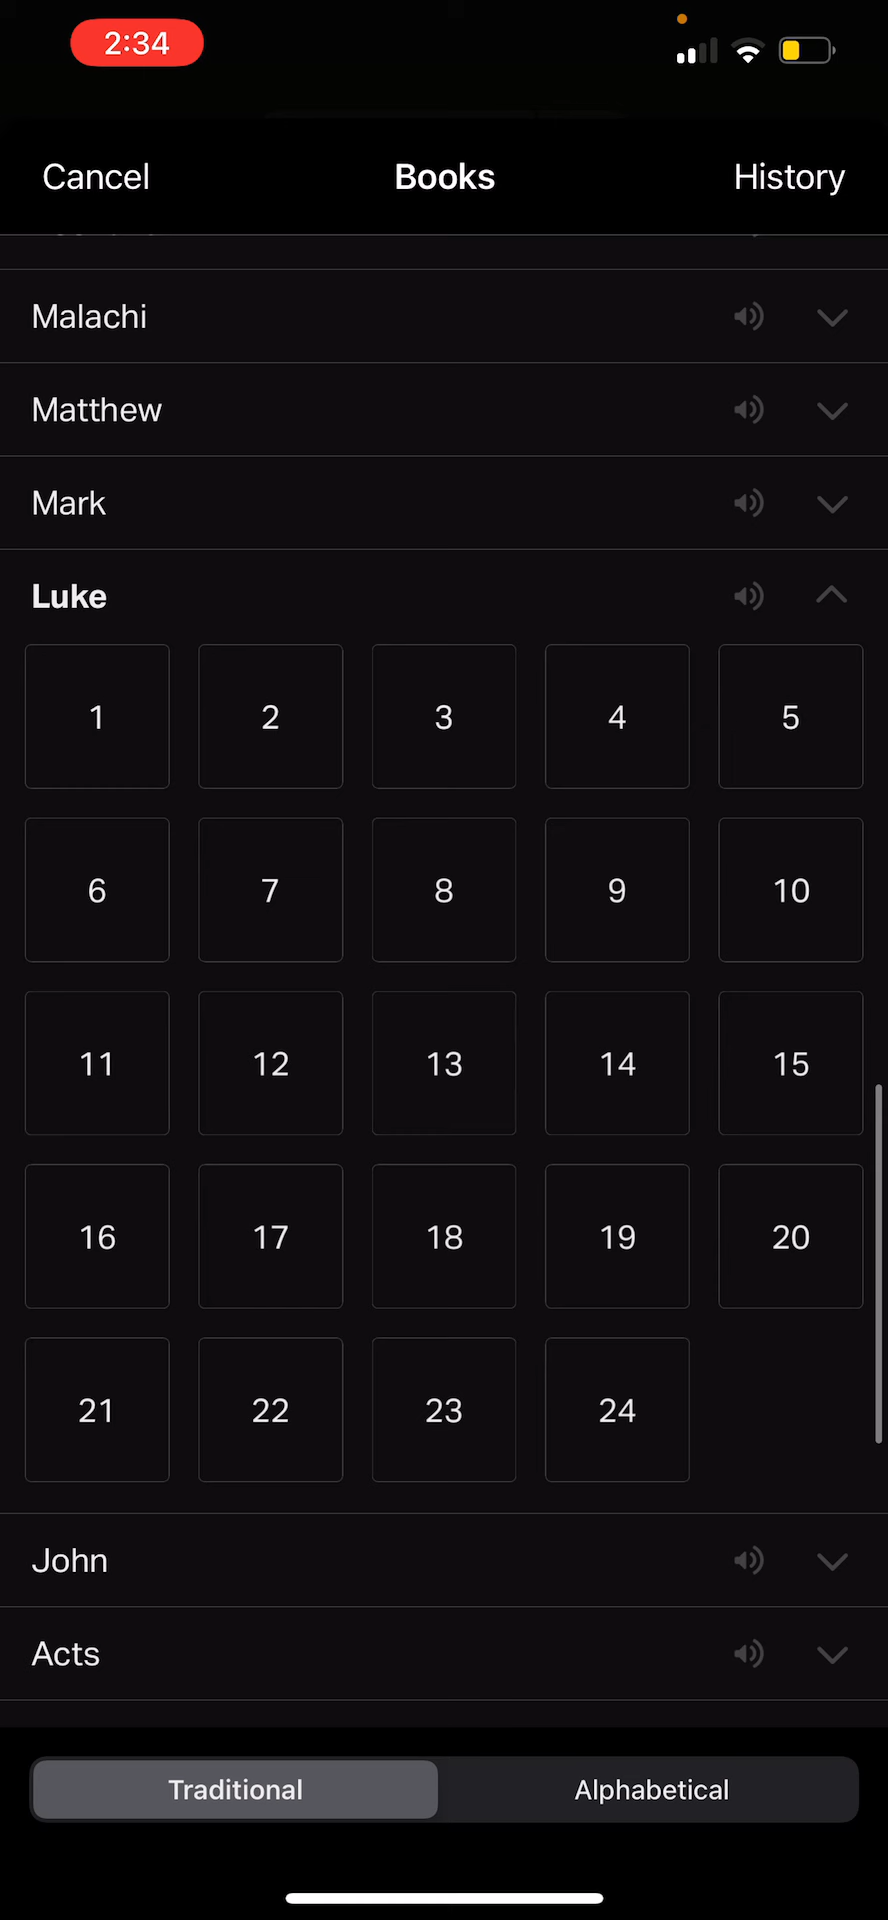 2:34
Cancel Books History
Malachi
Matthew
Mark
Luke
1 2 3 4 5
6 7 8 9 10
11 12 13 14 15
16 17 18 19 20
21 22 23 24
John
Acts
Traditional Alphabetical